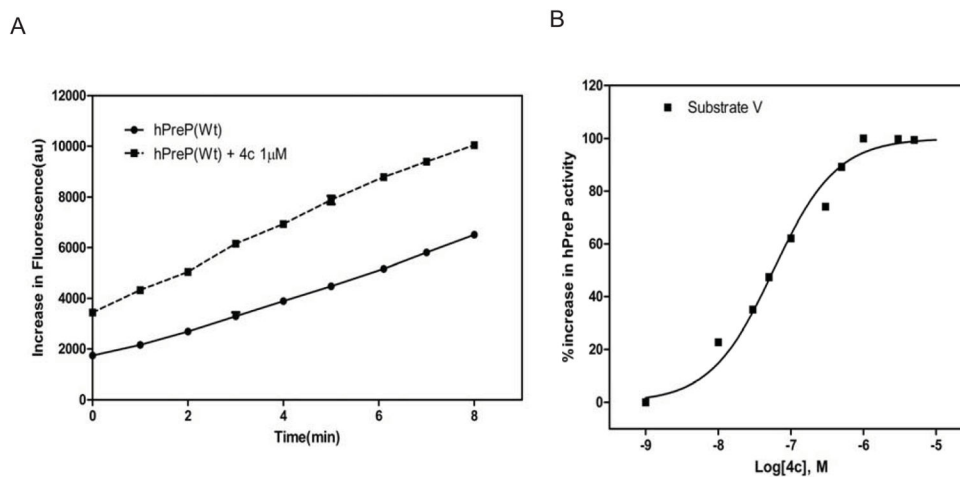 A
12000
10000
8000
6000
4000
2000
0
Increase in Fluorescence(au)
hPreP(Wt)
hPreP(Wt) + 4c 1μM
0 2 4 6 8
Time(min)
B
120
100
80
60
40
20
0
%increase in hPreP activity
Substrate V
-9 -8 -7 -6 -5
Log[4c], M